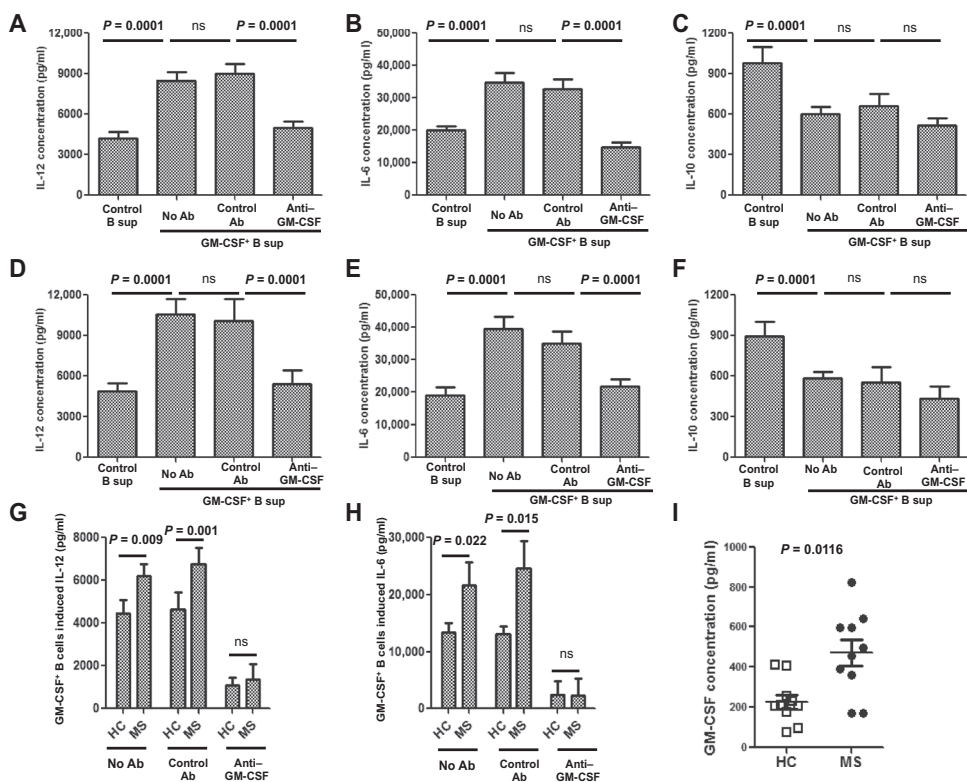 A
P = 0.0001 ns P = 0.0001
IL-12 concentration (pg/ml)
12,000
9000
6000
3000
0
Control B sup
No Ab
Control Ab
Anti–GM-CSF
GM-CSF+ B sup
B
P = 0.0001 ns P = 0.0001
IL-6 concentration (pg/ml)
50,000
40,000
30,000
20,000
10,000
0
Control B sup
No Ab
Control Ab
Anti–GM-CSF
GM-CSF+ B sup
C
P = 0.0001 ns ns
IL-10 concentration (pg/ml)
1200
900
600
300
Control B sup
No Ab
Control Ab
Anti–GM-CSF
GM-CSF+ B sup
D
P = 0.0001 ns P = 0.0001
IL-12 concentration (pg/ml)
12,000
9000
6000
3000
0
Control B sup
No Ab
Control Ab
Anti–GM-CSF
GM-CSF+ B sup
E
P = 0.0001 ns P = 0.0001
IL-6 concentration (pg/ml)
50,000
40,000
30,000
20,000
10,000
0
Control B sup
No Ab
Control Ab
Anti–GM-CSF
GM-CSF+ B sup
F
P = 0.0001 ns ns
IL-10 concentration (pg/ml)
1200
900
600
300
0
Control B sup
No Ab
Control Ab
Anti–GM-CSF
GM-CSF+ B sup
G
GM-CSF+ B cells induced IL-12 (pg/ml)
P = 0.009 P = 0.001 ns
8000
6000
4000
2000
0
HC MS HC MS HC MS
No Ab
Control Ab
Anti–GM-CSF
H
GM-CSF+ B cells induced IL-6 (pg/ml)
P = 0.022 P = 0.015 ns
30,000
20,000
10,000
0
HC MS HC MS HC MS
No Ab
Control Ab
Anti–GM-CSF
I
P = 0.0116
GM-CSF concentration (pg/ml)
1000
800
600
400
200
0
HC MS